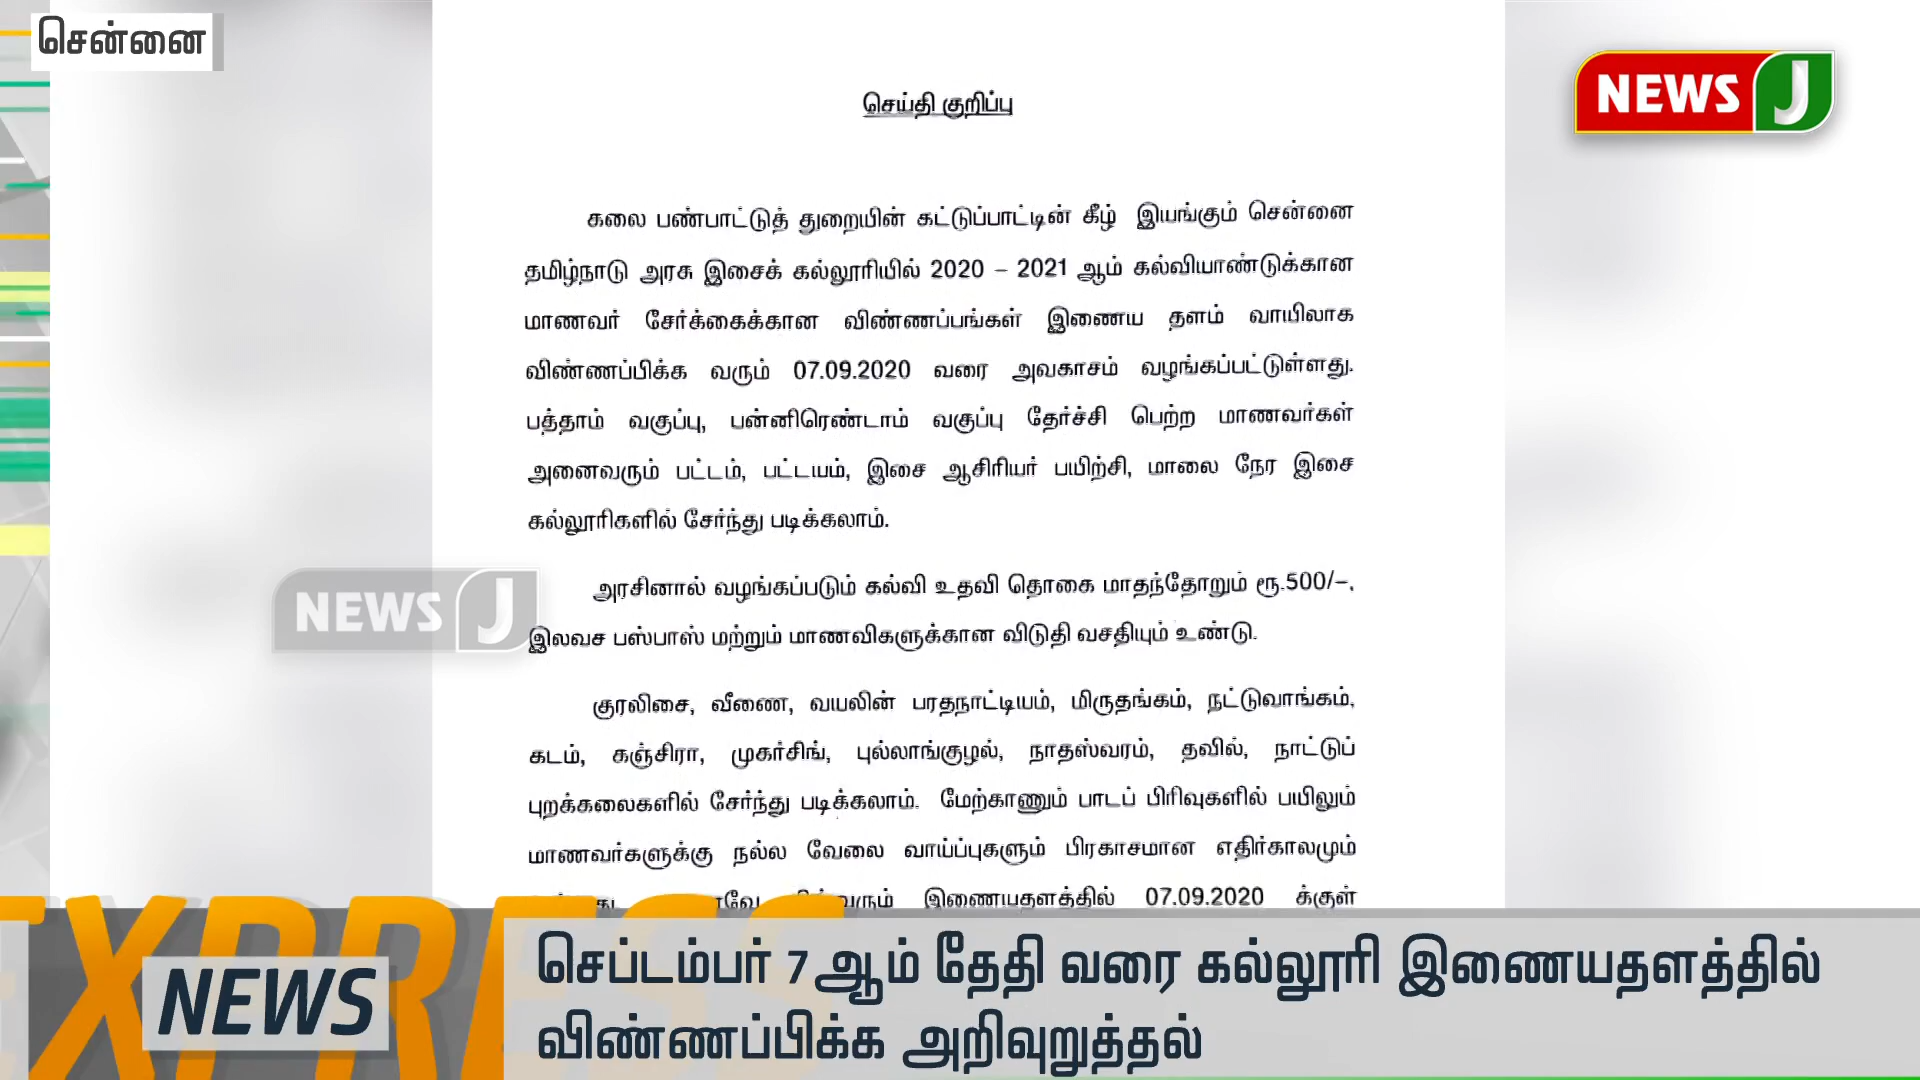 சென்னை
NEWS J
செய்தி குறிப்பு
கலை பண்பாட்டுத் துறையின் கட்டுப்பாட்டின் கீழ் இயங்கும் சென்னை
தமிழ்நாடு அரசு இசைக் கல்லூரியில் 2020 – 2021 ஆம் கல்வியாண்டுக்கான
மாணவர் சேர்க்கைக்கான விண்ணப்பங்கள் இணைய தளம் வாயிலாக
விண்ணப்பிக்க வரும் 07.09.2020 வரை அவகாசம் வழங்கப்பட்டுள்ளது.
பத்தாம் வகுப்பு, பன்னிரெண்டாம் வகுப்பு தேர்ச்சி பெற்ற மாணவர்கள்
அனைவரும் பட்டம், பட்டயம், இசை ஆசிரியர் பயிற்சி, மாலை நேர இசை
கல்லூரிகளில் சேர்ந்து படிக்கலாம்.
அரசினால் வழங்கப்படும் கல்வி உதவி தொகை மாதந்தோறும் ரூ.500/–,
இலவச பஸ்பாஸ் மற்றும் மாணவிகளுக்கான விடுதி வசதியும் உண்டு.
NEWS J
குரலிசை, வீணை, வயலின் பரதநாட்டியம், மிருதங்கம், நட்டுவாங்கம்,
கடம், கஞ்சிரா, முகர்சிங், புல்லாங்குழல், நாதஸ்வரம், தவில், நாட்டுப்
புறக்கலைகளில் சேர்ந்து படிக்கலாம். மேற்காணும் பாடப் பிரிவுகளில் பயிலும்
மாணவர்களுக்கு நல்ல வேலை வாய்ப்புகளும் பிரகாசமான எதிர்காலமும்
இணையதளத்தில் 07.09.2020 க்குள்
EXPRESS
NEWS
செப்டம்பர் 7ஆம் தேதி வரை கல்லூரி இணையதளத்தில்
விண்ணப்பிக்க அறிவுறுத்தல்